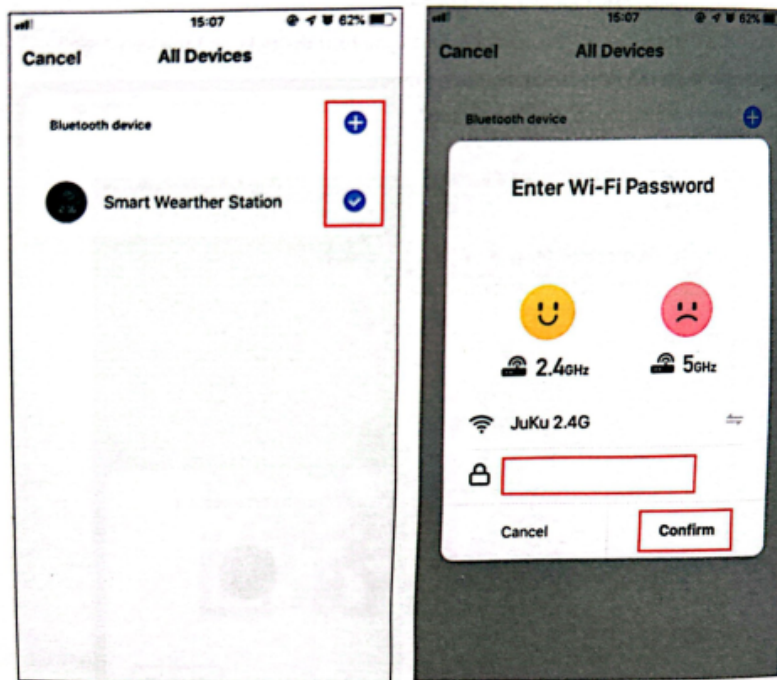 15:07
62%
Cancel
All Devices
Bluetooth device
Smart Wearther Station
15:07
62%
Cancel
All Devices
Bluetooth device
Enter Wi-Fi Password
2.4GHz
5GHz
JuKu 2.4G
Cancel
Confirm